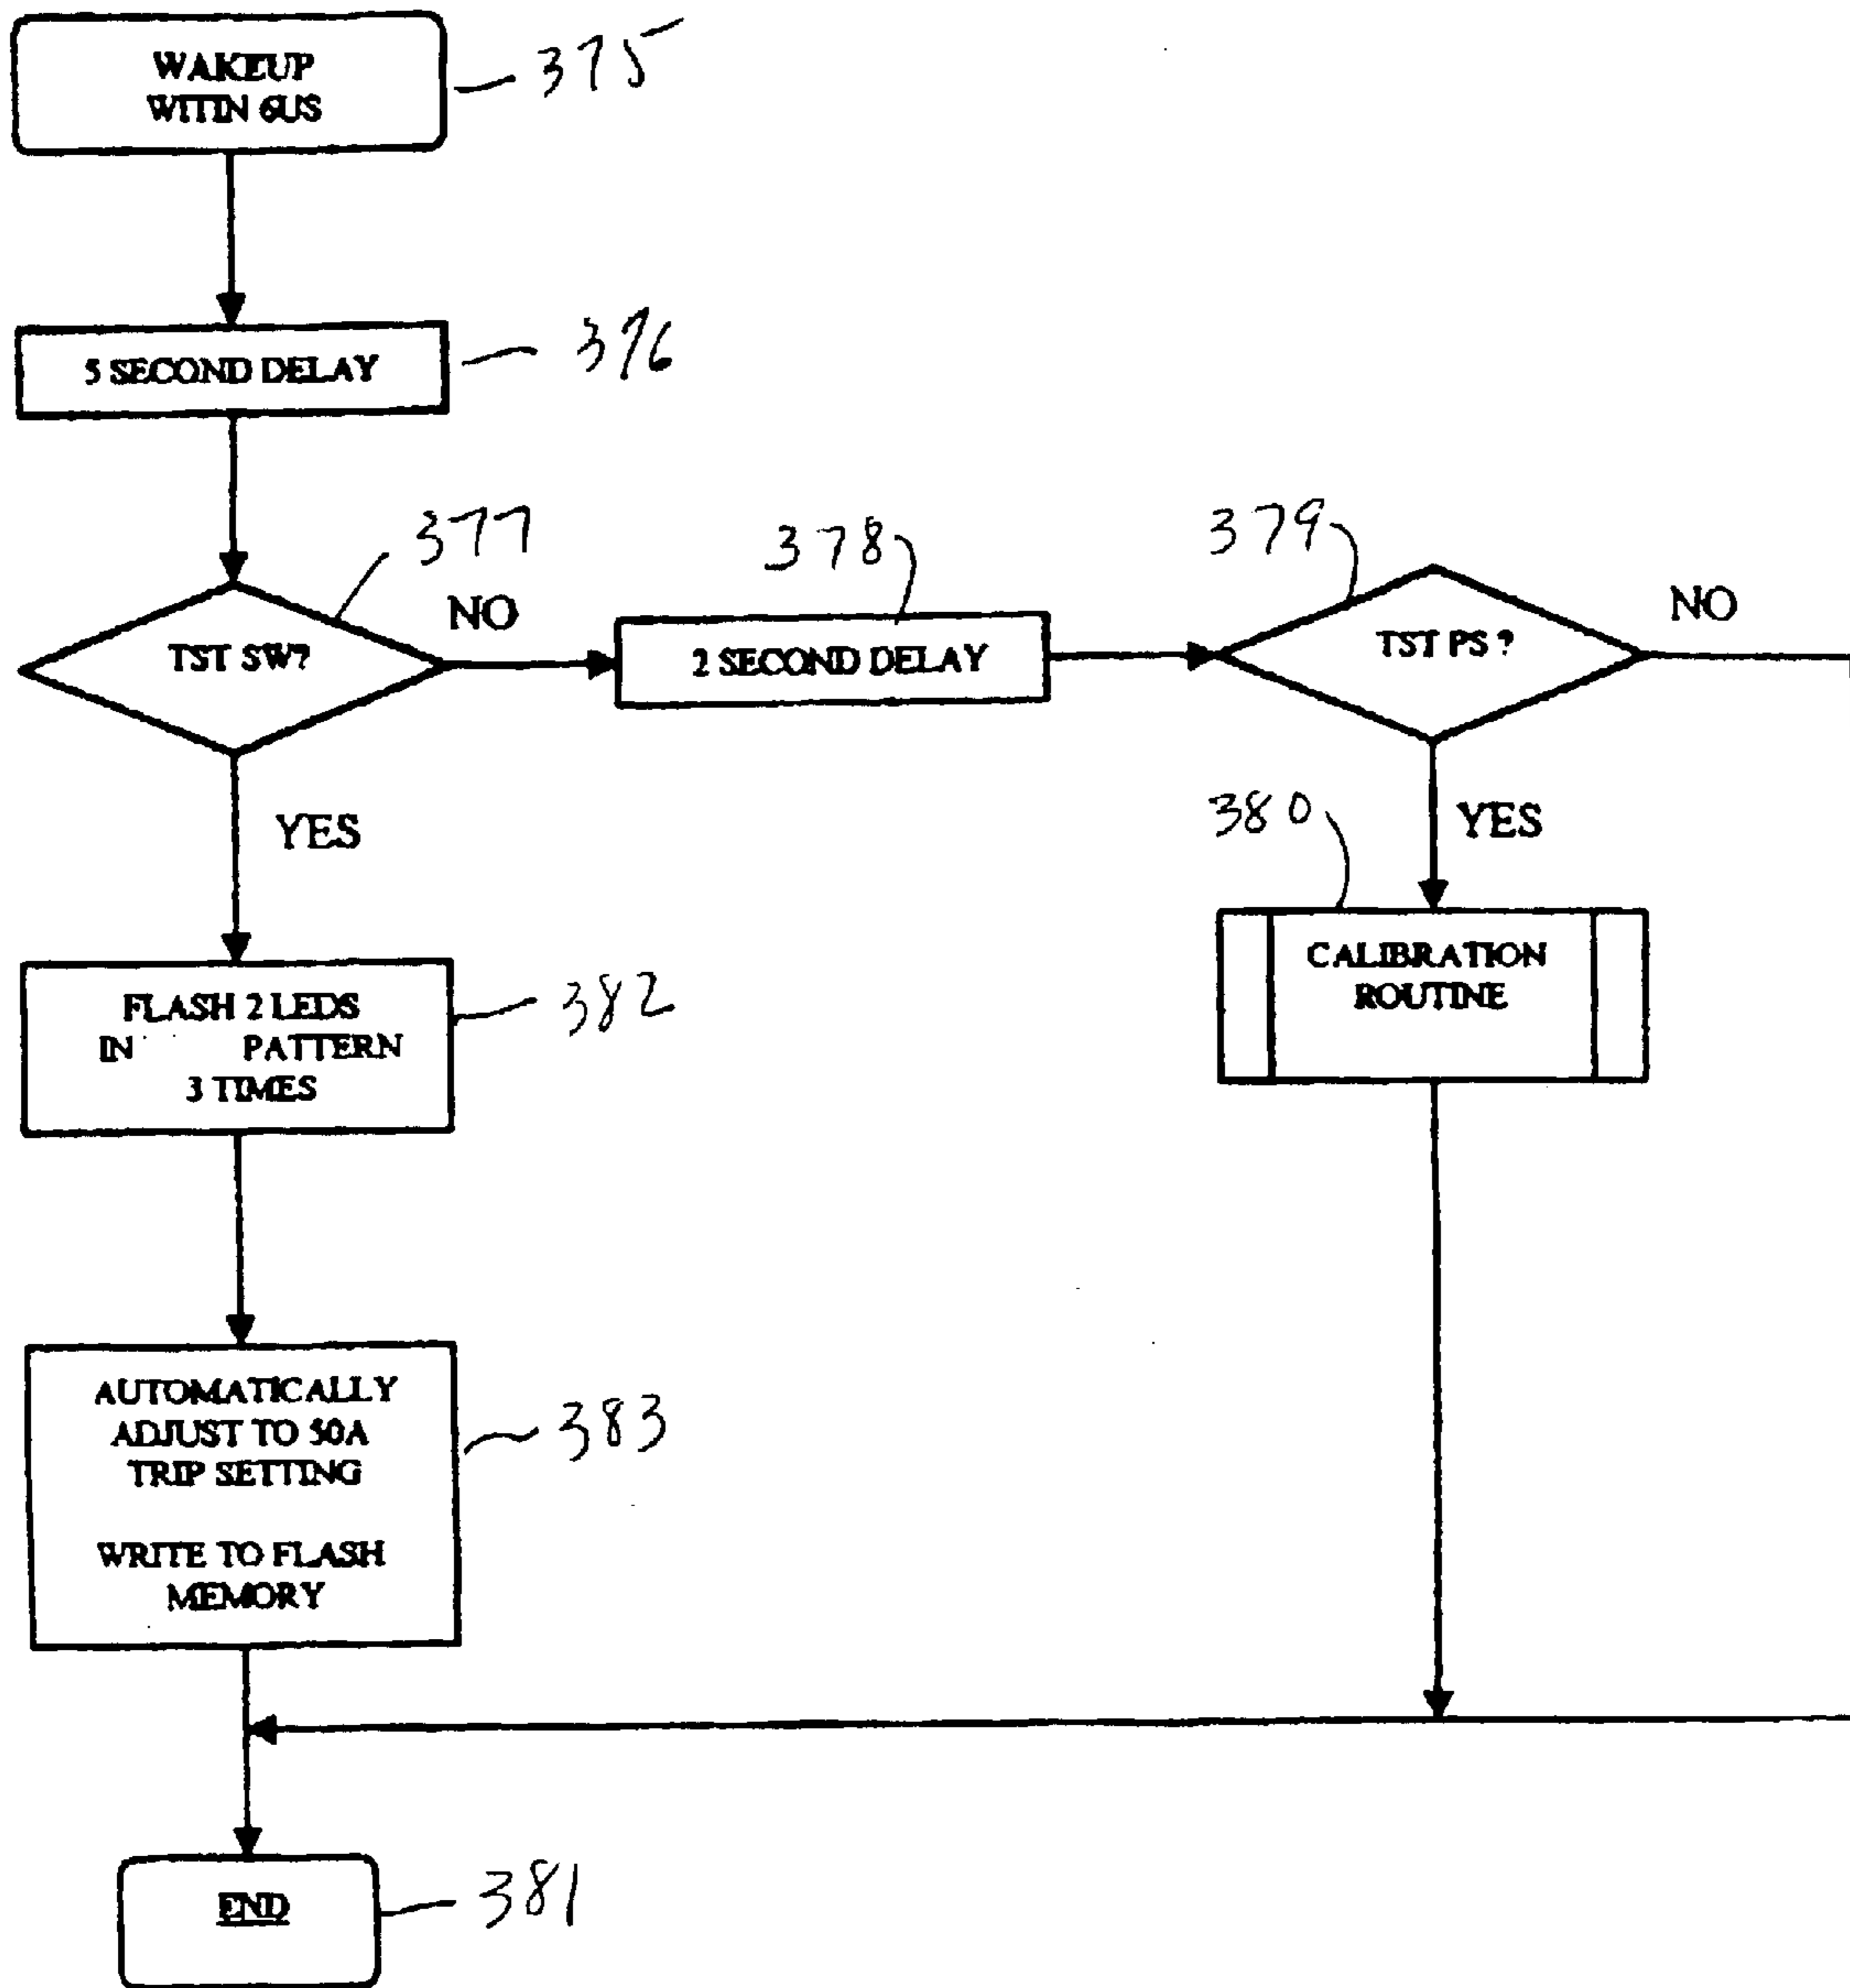 WAKEUP
WITIN 6US
375
5 SECOND DELAY
376
377
TST SW?
NO
378
2 SECOND DELAY
379
TST PS ?
NO
YES
380
YES
CALIBRATION
ROUTINE
FLASH 2 LEDS
IN PATTERN
3 TIMES
382
AUTOMATICALLY
ADJUST TO 50A
TRIP SETTING
WRITE TO FLASH
MEMORY
383
END
381